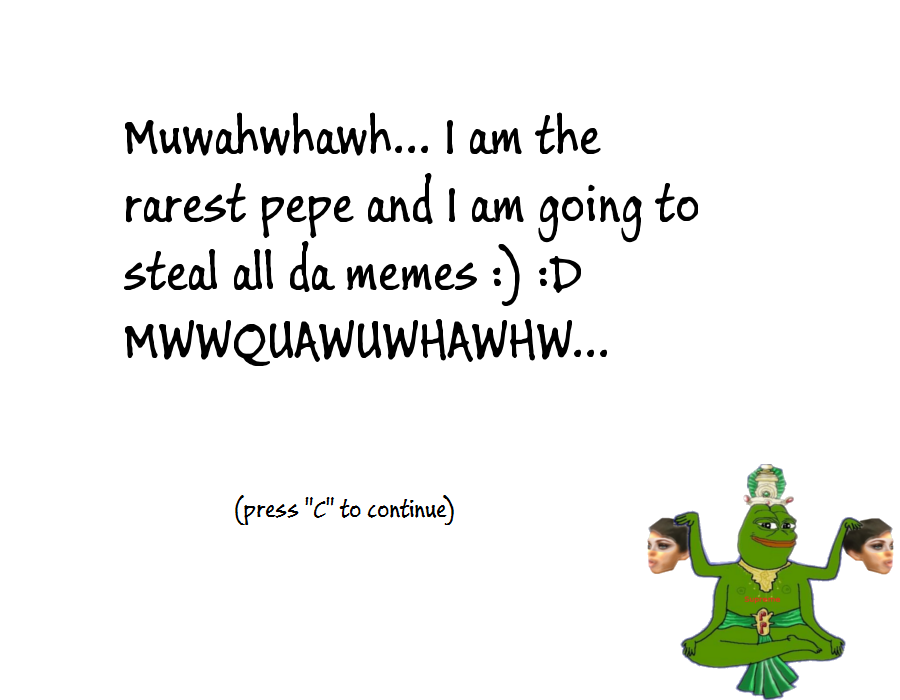 Muwahwhawh... I am the
rarest pepe and I am going to
steal all da memes :) :D
MWWQUAWUWHAWHW...
(press "C" to continue)